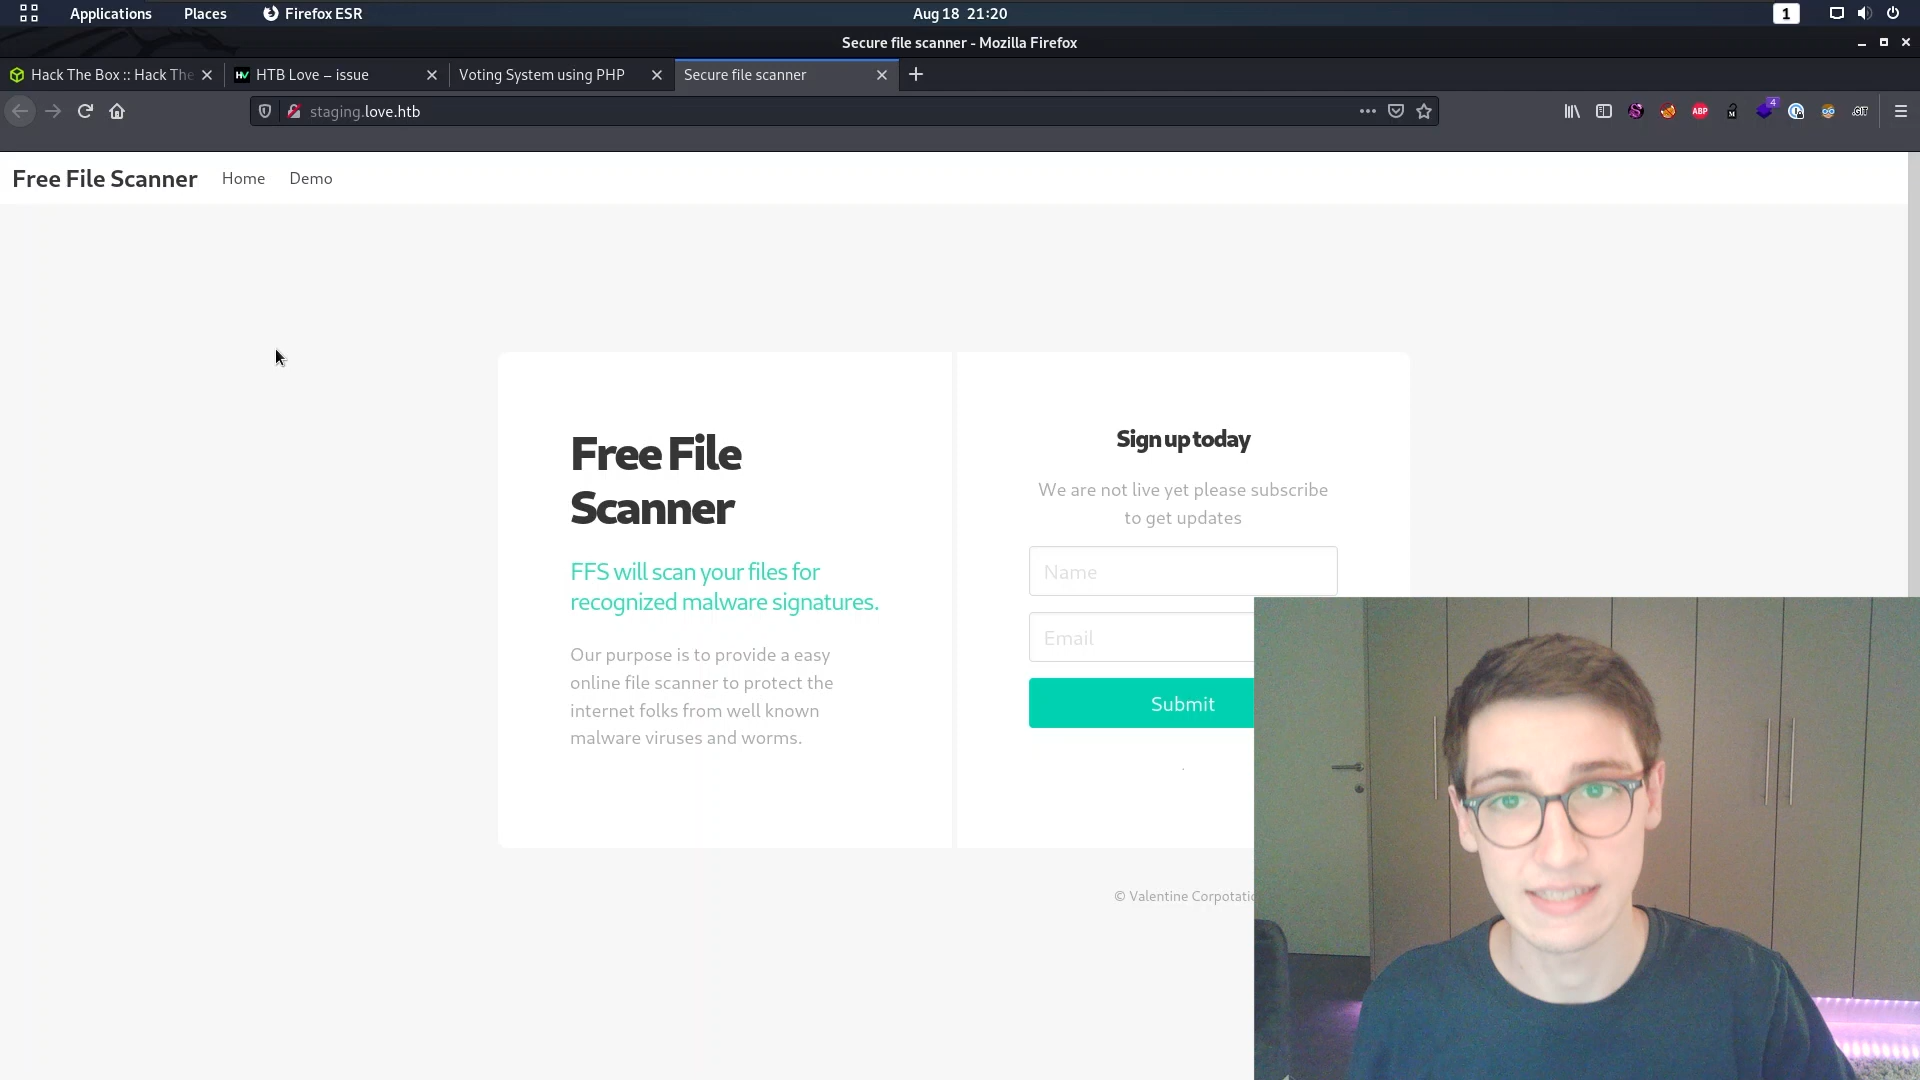 Applications Places Firefox ESR Aug 18 21:20 1
Secure file scanner - Mozilla Firefox
Hack The Box :: Hack The HTB Love – issue Voting System using PHP Secure file scanner
staging.love.htb ABP M 4 .GIT
Free File Scanner Home Demo
Free File
Scanner
FFS will scan your files for
recognized malware signatures.
Our purpose is to provide a easy
online file scanner to protect the
internet folks from well known
malware viruses and worms.
Sign up today
We are not live yet please subscribe
to get updates
Name
Email
Submit
.
© Valentine Corpotatio